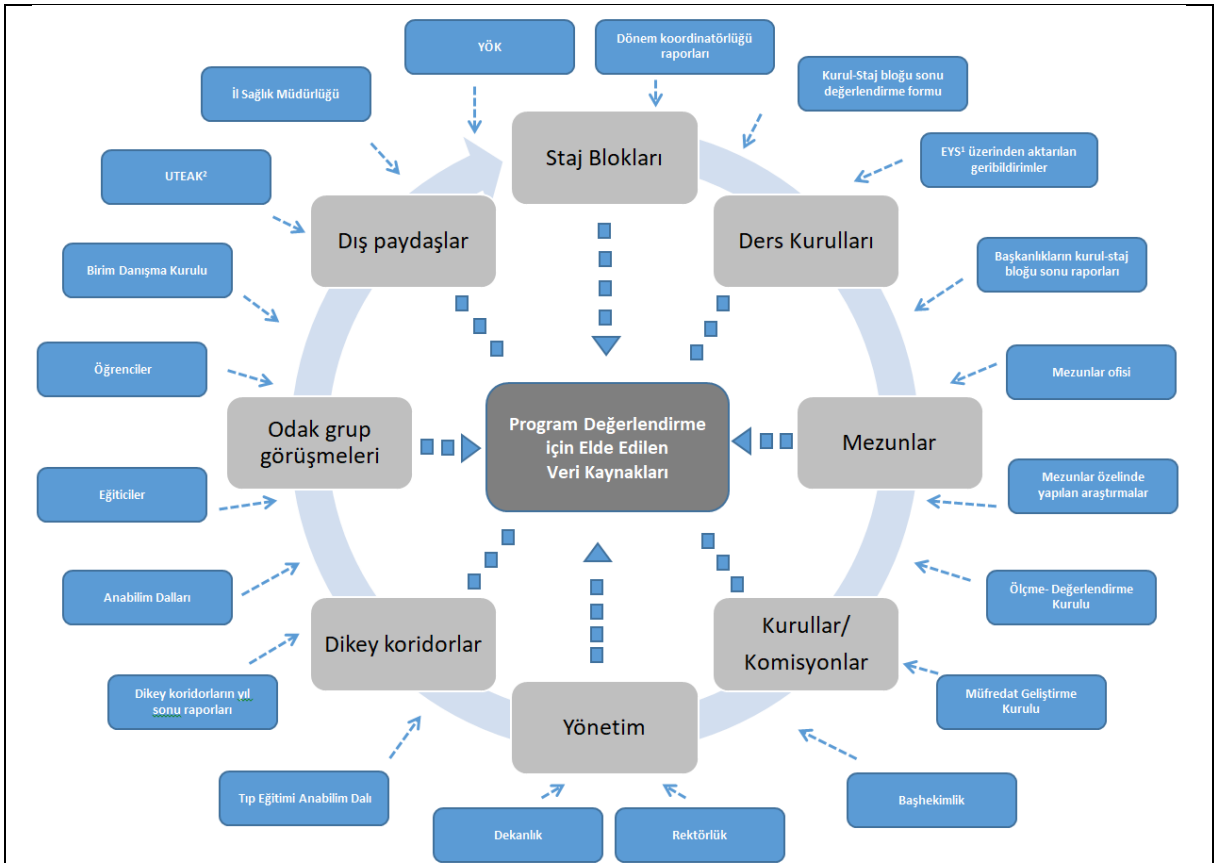 YÖK
Dönem koordinatörlüğü
raporları
Kurul-Staj bloğu sonu
değerlendirme formu
İl Sağlık Müdürlüğü
EYS¹ üzerinden aktarılan
geribildirimler
UTEAK²
Staj Blokları
Dış paydaşlar
Ders Kurulları
Birim Danışma Kurulu
Başkanlıkların kurul-staj
bloğu sonu raporları
Öğrenciler
Mezunlar ofisi
Odak grup
görüşmeleri
Program Değerlendirme
için Elde Edilen
Veri Kaynakları
Mezunlar
Eğiticiler
Mezunlar özelinde
yapılan araştırmalar
Anabilim Dalları
Ölçme- Değerlendirme
Kurulu
Dikey koridorlar
Kurullar/
Komisyonlar
Dikey koridorların yıl
sonu raporları
Müfredat Geliştirme
Kurulu
Yönetim
Tıp Eğitimi Anabilim Dalı
Başhekimlik
Dekanlık
Rektörlük